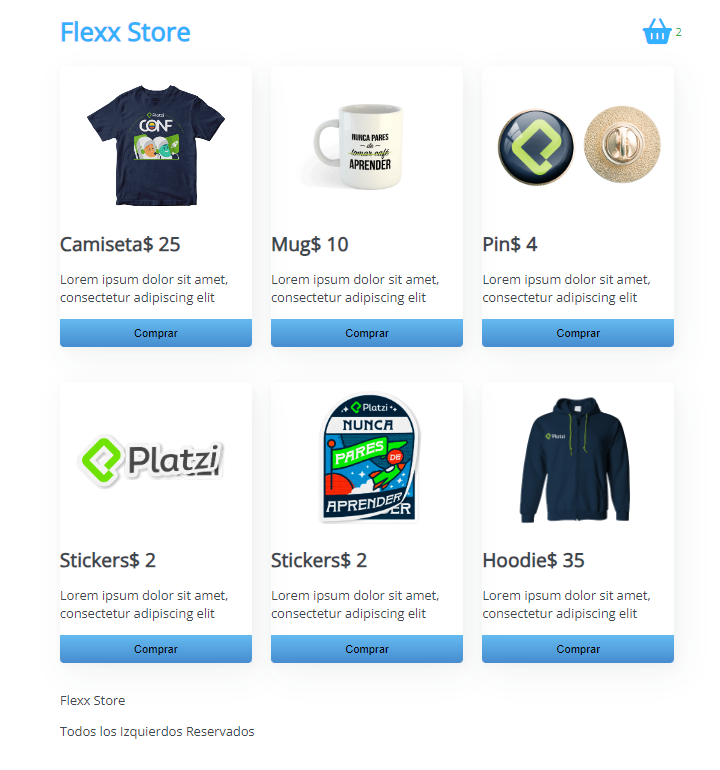 Flexx Store
2
Platzi
CONF
NUNCA PARES
de
tomar café
APRENDER
Camiseta$ 25
Mug$ 10
Pin$ 4
Lorem ipsum dolor sit amet,
consectetur adipiscing elit
Lorem ipsum dolor sit amet,
consectetur adipiscing elit
Lorem ipsum dolor sit amet,
consectetur adipiscing elit
Comprar
Comprar
Comprar
Platzi
Platzi
NUNCA
PARES
DE
APRENDER
DER
Platzi
Stickers$ 2
Stickers$ 2
Hoodie$ 35
Lorem ipsum dolor sit amet,
consectetur adipiscing elit
Lorem ipsum dolor sit amet,
consectetur adipiscing elit
Lorem ipsum dolor sit amet,
consectetur adipiscing elit
Comprar
Comprar
Comprar
Flexx Store
Todos los Izquierdos Reservados